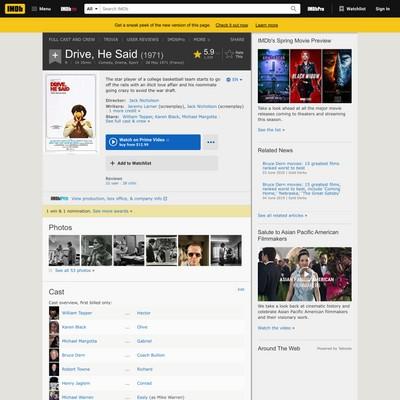 IMDb
Menu
All
Search IMDb
IMDbPro
Watchlist
Sign In
Get a sneak peek of the new version of this page.
Check it out now
Dismiss
FULL CAST AND CREW
TRIVIA
USER REVIEWS
IMDbPro
MORE
SHARE
Drive, He Said (1971)
5.9
Rate This
R
1h 35min
Comedy, Drama, Sport
DRIVE, HE SAID
The star player of a college basketball team starts to go
off the rails with an illicit love affair and his roommate
going crazy to avoid the war draft.
EN
Director: Jack Nicholson
Writers: Jeremy Larner (screenplay), Jack Nicholson (screenplay)
1 more credit »
Stars: William Tepper, Karen Black, Michael Margotta
See full cast & crew »
Watch on Prime Video
buy from $12.99
Add to Watchlist
Reviews
View production, box office, & company info
1 win & 1 nomination. See more awards »
Photos
See all 53 photos »
Cast
Edit
Cast overview, first billed only:
William Tepper ... Hector
Karen Black ... Olive
Michael Margotta ... Gabriel
Bruce Dern ... Coach Bullion
Robert Towne ... Richard
Henry Jaglom ... Conrad
Michael Warren ... Easly (as Mike Warren)
IMDb's Spring Movie Preview
BLACK WIDOW
Take a look ahead at all the major movie
releases coming to theaters and streaming
this season.
See the list »
Related News
Bruce Dern movies: 15 greatest films
ranked worst to best
Bruce Dern movies: 15 greatest films,
ranked worst to best, include 'Coming
Home,' 'Nebraska,' 'The Great Gatsby'
See all related articles »
Salute to Asian Pacific American
Filmmakers
ASIAN PACIFIC AMERICAN
FILMMAKERS
We take a look back at cinematic history and
celebrate Asian Pacific American filmmakers
and their visionary work.
Watch the video »
Around The Web
Powered by Taboola